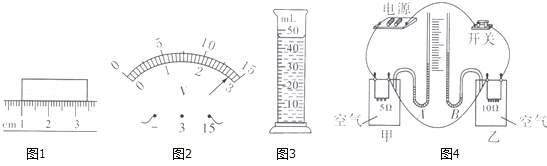 cm 1 2 3
图1
0 5 10 15
0 1 2 3
V
- 3 15
图2
mL
50
40
30
20
10
图3
电源
开关
5Ω
A
B
10Ω
空气
甲
乙
空气
图4